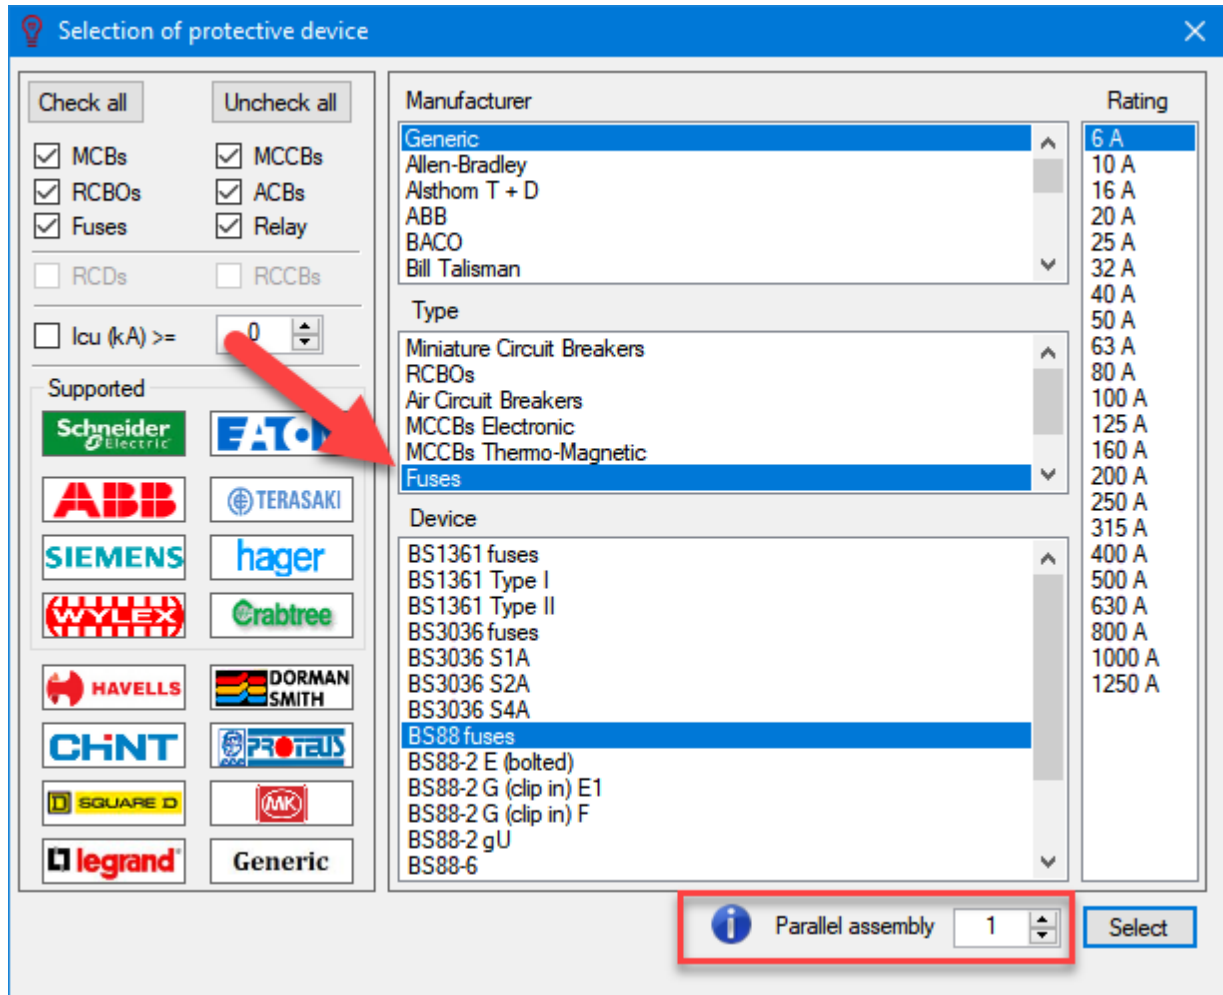 Selection of protective device
Check all
Uncheck all
MCBs
MCCBs
RCBOs
ACBs
Fuses
Relay
RCDs
RCCBs
Icu (kA) >=
0
Supported
Schneider
Electric
EATON
ABB
TERASAKI
SIEMENS
hager
WYLEX
Crabtree
HAVELLS
DORMAN
SMITH
CHiNT
PROTEUS
SQUARE D
MK
legrand
Generic
Manufacturer
Generic
Allen-Bradley
Alsthom T + D
ABB
BACO
Bill Talisman
Type
Miniature Circuit Breakers
RCBOs
Air Circuit Breakers
MCCBs Electronic
MCCBs Thermo-Magnetic
Fuses
Device
BS1361 fuses
BS1361 Type I
BS1361 Type II
BS3036 fuses
BS3036 S1A
BS3036 S2A
BS3036 S4A
BS88 fuses
BS88-2 E (bolted)
BS88-2 G (clip in) E1
BS88-2 G (clip in) F
BS88-2 gU
BS88-6
Rating
6 A
10 A
16 A
20 A
25 A
32 A
40 A
50 A
63 A
80 A
100 A
125 A
160 A
200 A
250 A
315 A
400 A
500 A
630 A
800 A
1000 A
1250 A
Parallel assembly
1
Select